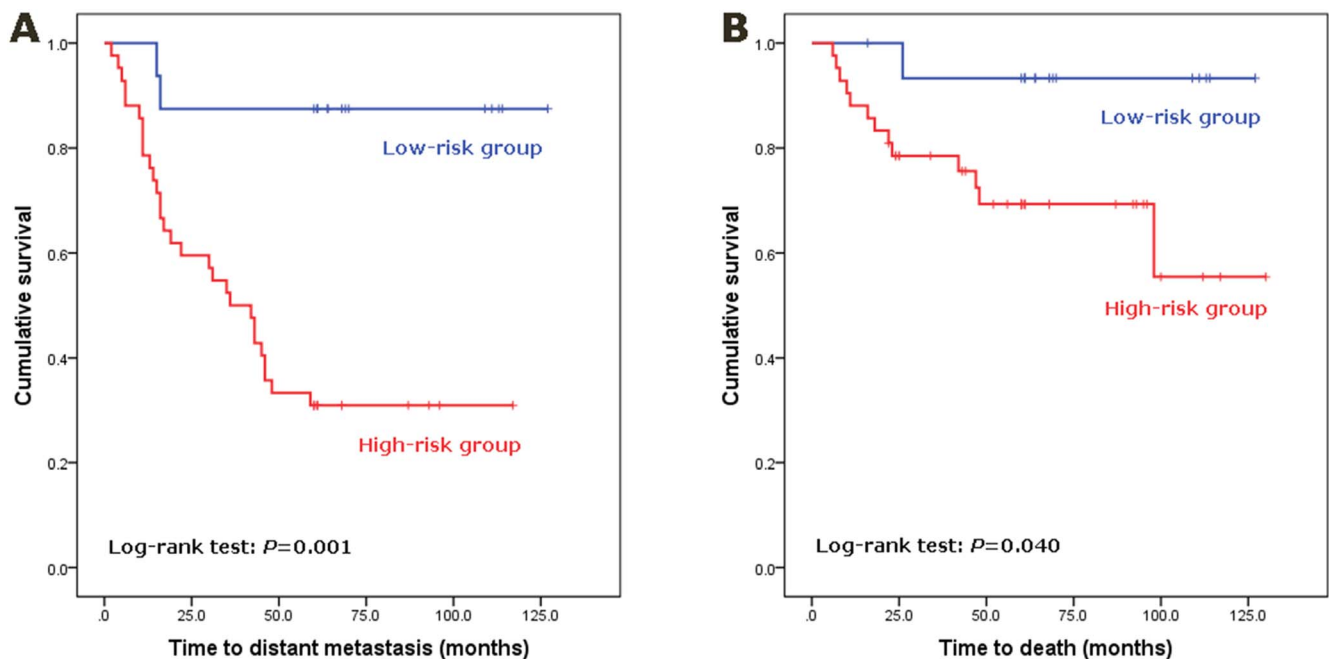 A
Cumulative survival
1.0
0.8
0.6
0.4
0.2
0.0
Low-risk group
High-risk group
Log-rank test: P=0.001
.0 25.0 50.0 75.0 100.0 125.0
Time to distant metastasis (months)
B
Cumulative survival
1.0
0.8
0.6
0.4
0.2
0.0
Low-risk group
High-risk group
Log-rank test: P=0.040
.0 25.0 50.0 75.0 100.0 125.0
Time to death (months)